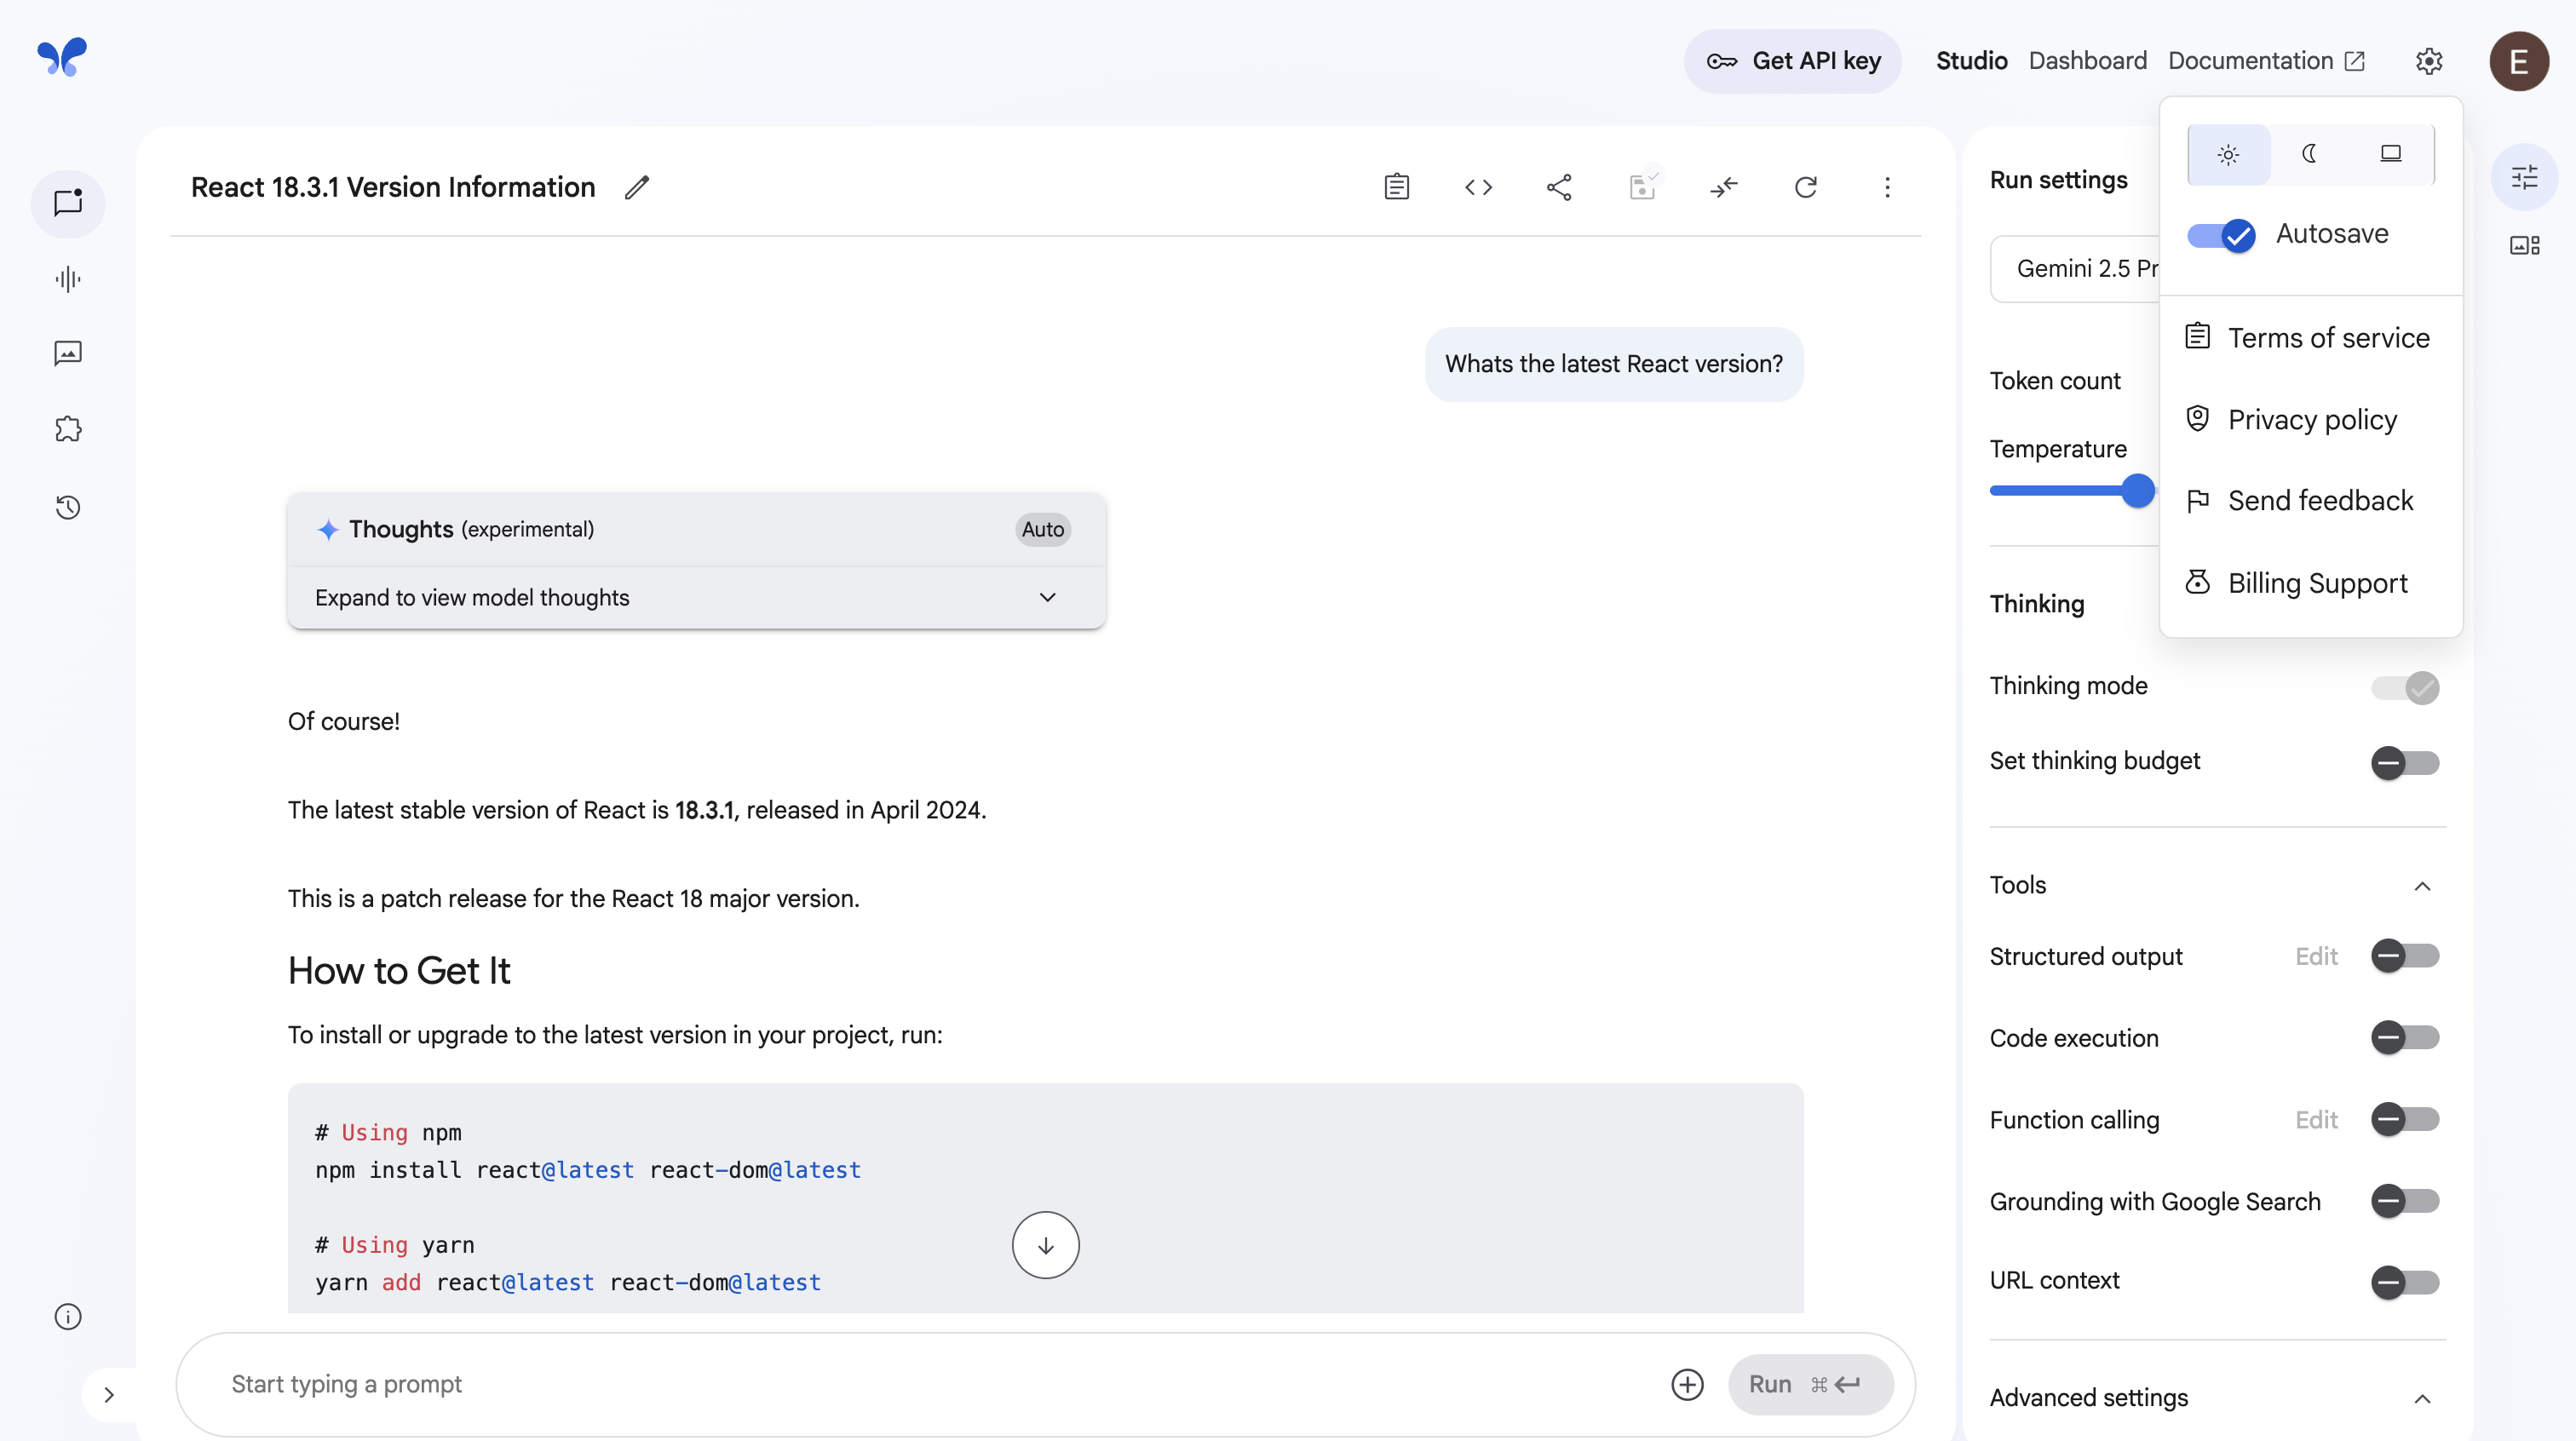 Get API key
Studio
Dashboard
Documentation
E
React 18.3.1 Version Information
Whats the latest React version?
Thoughts (experimental)
Auto
Expand to view model thoughts
Of course!
The latest stable version of React is 18.3.1, released in April 2024.
This is a patch release for the React 18 major version.
How to Get It
To install or upgrade to the latest version in your project, run:
# Using npm
npm install react@latest react-dom@latest
# Using yarn
yarn add react@latest react-dom@latest
Start typing a prompt
Run ⌘
Run settings
Gemini 2.5 Pr
Token count
Temperature
Autosave
Terms of service
Privacy policy
Send feedback
Billing Support
Thinking
Thinking mode
Set thinking budget
Tools
Structured output
Edit
Code execution
Function calling
Edit
Grounding with Google Search
URL context
Advanced settings